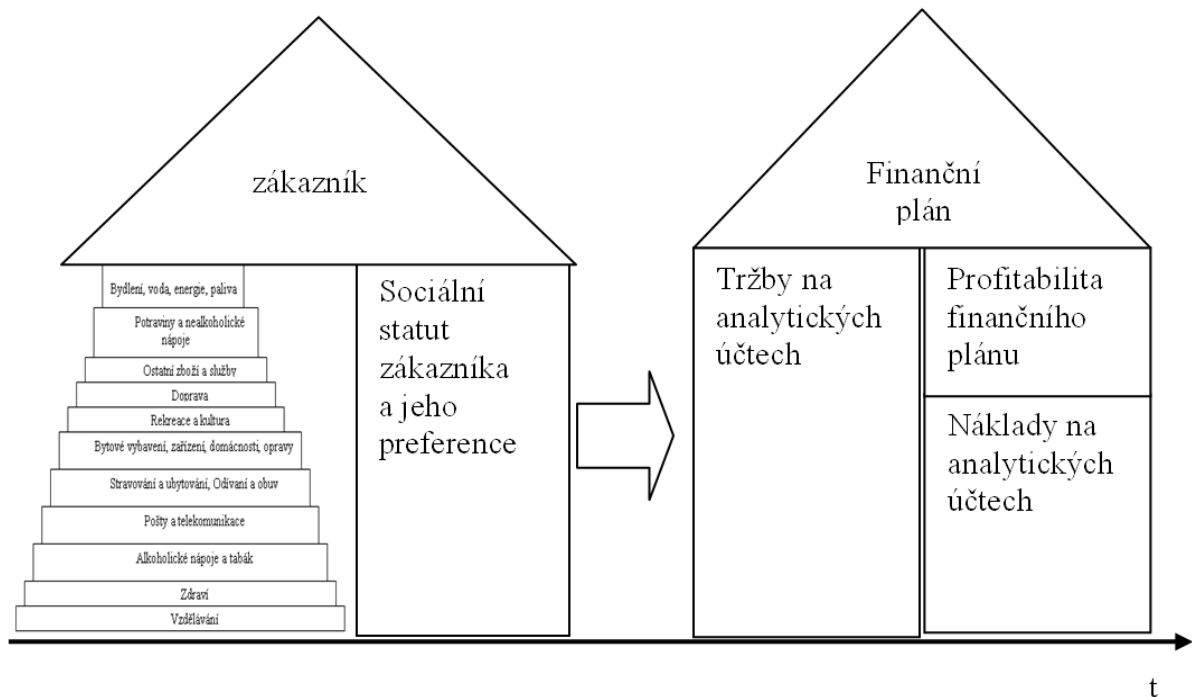 zákazník
Bydlení, voda, energie, paliva
Potraviny a nealkoholické
nápoje
Ostatní zboží a služby
Doprava
Rekreace a kultura
Bytové vybavení, zařízení, domácnosti, opravy
Stravování a ubytování, Odívaní a obuv
Pošty a telekomunikace
Alkoholické nápoje a tabák
Zdraví
Vzdělávání
Sociální
statut
zákazníka
a jeho
preference
Finanční
plán
Tržby na
analytických
účtech
Profitabilita
finančního
plánu
Náklady na
analytických
účtech
t